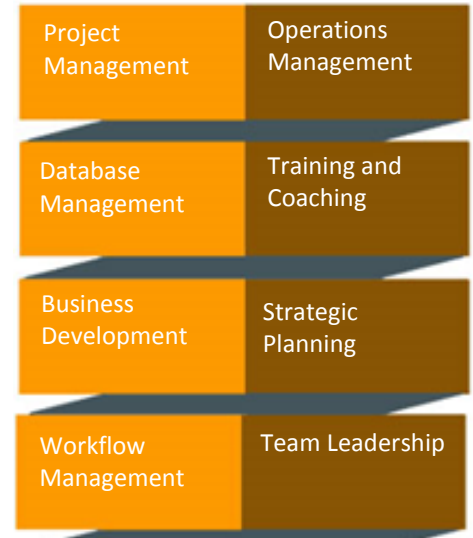 Project
Management
Operations
Management
Database
Management
Training and
Coaching
Business
Development
Strategic
Planning
Workflow
Management
Team Leadership